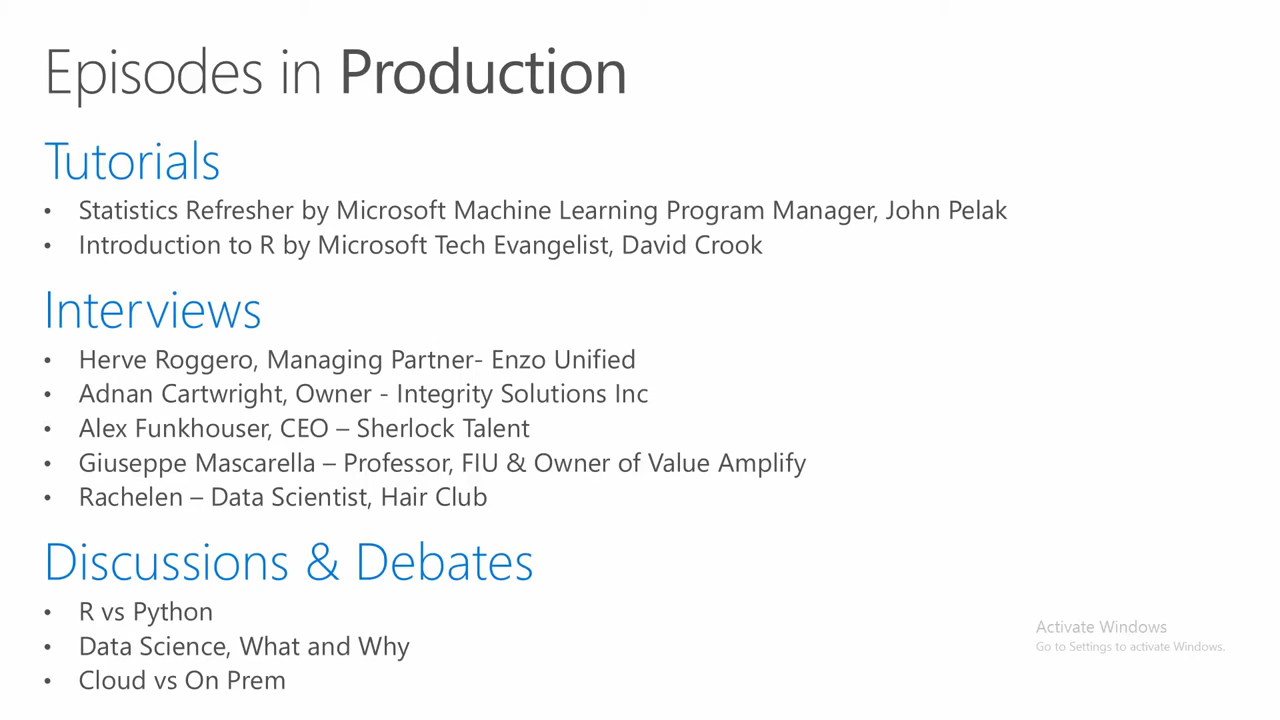 Episodes in Production
Tutorials
• Statistics Refresher by Microsoft Machine Learning Program Manager, John Pelak
• Introduction to R by Microsoft Tech Evangelist, David Crook
Interviews
• Herve Roggero, Managing Partner- Enzo Unified
• Adnan Cartwright, Owner - Integrity Solutions Inc
• Alex Funkhouser, CEO – Sherlock Talent
• Giuseppe Mascarella – Professor, FIU & Owner of Value Amplify
• Rachelen – Data Scientist, Hair Club
Discussions & Debates
• R vs Python
• Data Science, What and Why
• Cloud vs On Prem
Activate Windows
Go to Settings to activate Windows.